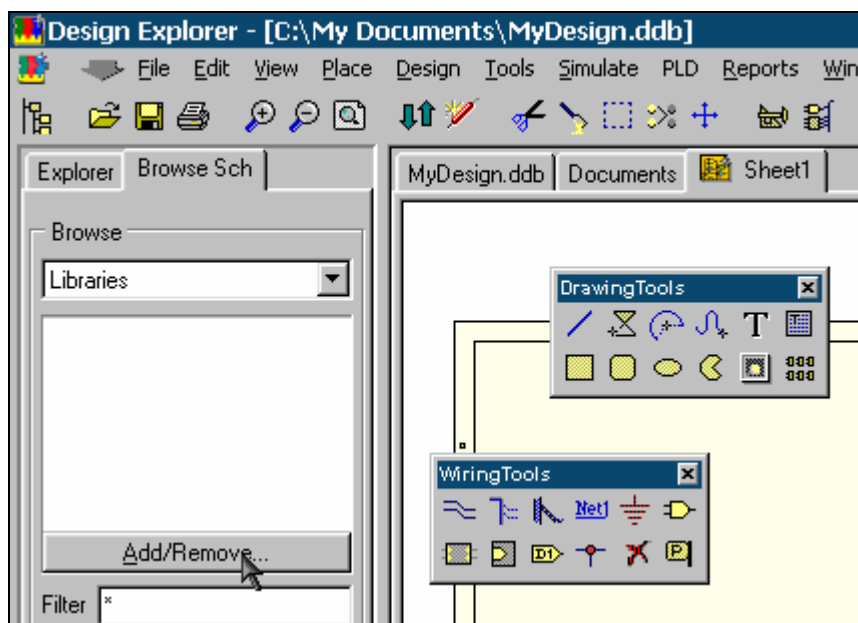 Design Explorer - [C:\My Documents\MyDesign.ddb]
File Edit View Place Design Tools Simulate PLD Reports Win
Explorer Browse Sch
MyDesign.ddb Documents Sheet1
Browse
Libraries
DrawingTools
T
WiringTools
Net1
D1
P
Add/Remove...
Filter *